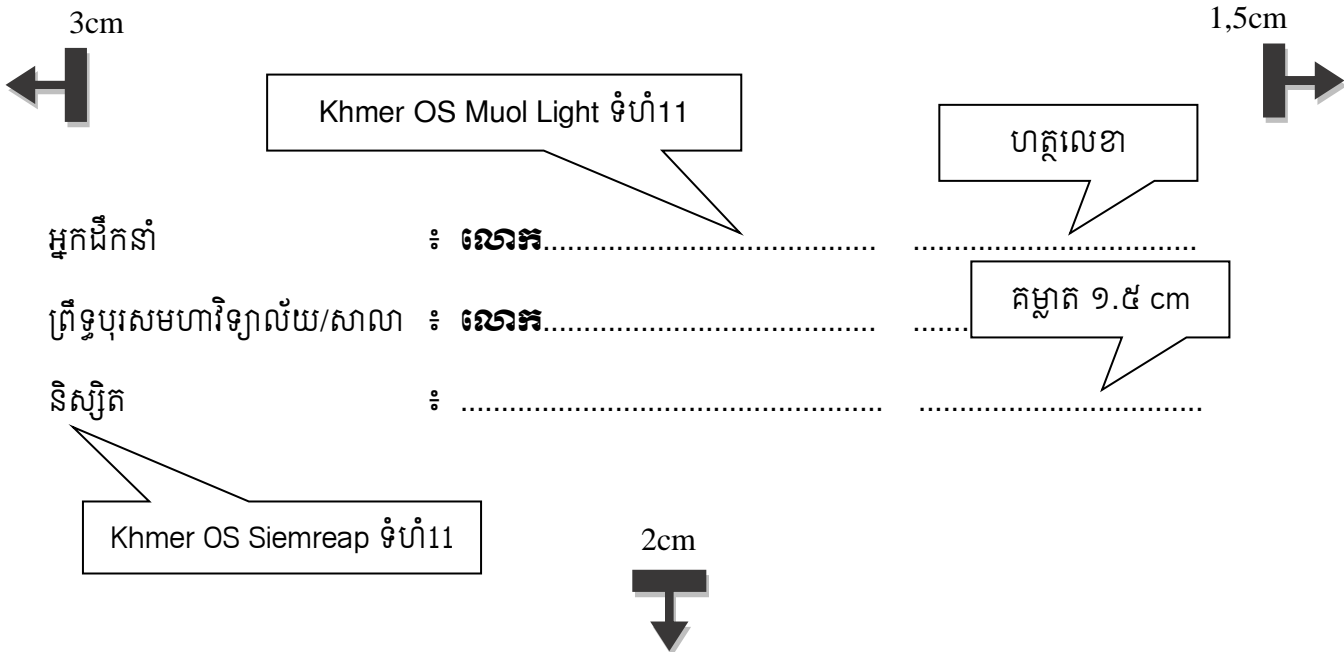 3cm
1,5cm
Khmer OS Muol Light ទំហំ11
ហត្ថលេខា
អ្នកដឹកនាំ ៖ លោក......................................... ...................................
គម្លាត ១.៥ cm
ព្រឹទ្ធបុរសមហាវិទ្យាល័យ/សាលា ៖ លោក......................................... .......
និស្សិត ៖ .................................................... ...................................
Khmer OS Siemreap ទំហំ11
2cm